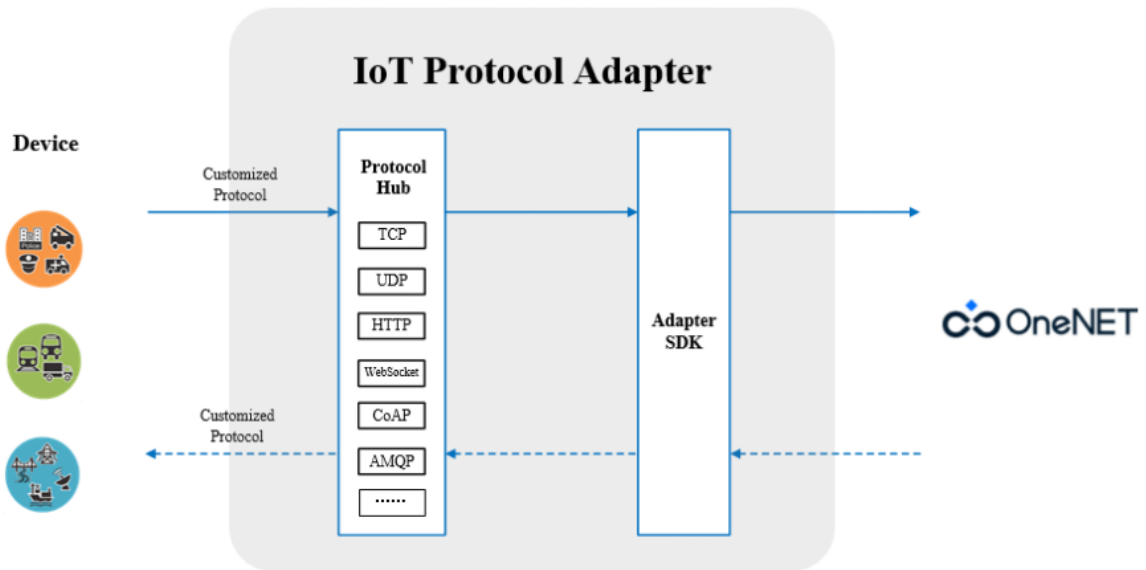 IoT Protocol Adapter
Device
Customized
Protocol
Protocol
Hub
TCP
UDP
HTTP
WebSocket
CoAP
AMQP
······
Customized
Protocol
Adapter
SDK
OneNET
Police